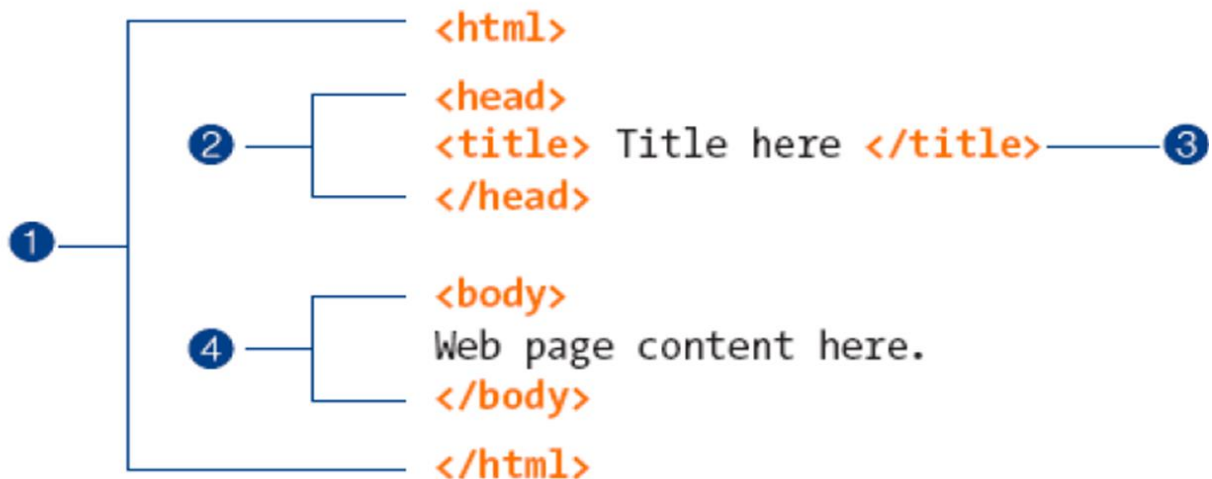 <html>
<head>
2 <title> Title here </title> 3
</head>
1
<body>
4 Web page content here.
</body>
</html>